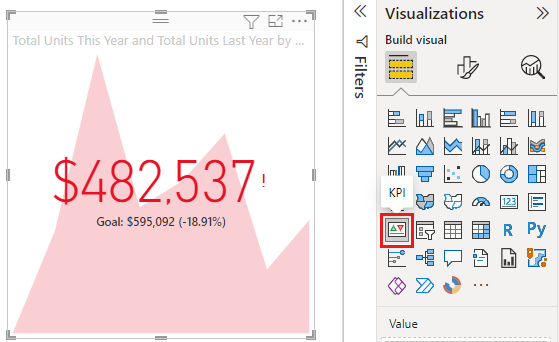 Total Units This Year and Total Units Last Year by ...
$482,537 !
Goal: $595,092 (-18.91%)
Filters
Visualizations
Build visual
KPI
123
R
Py
Value